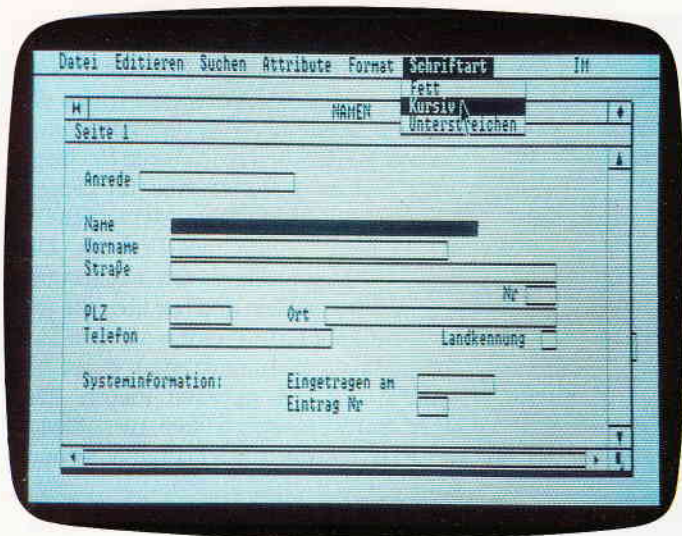 Datei Editieren Suchen Attribute Format Schriftart IM
Fett
Kursiv
Unterstreichen
NAMEN
Seite 1
Anrede
Name
Vorname
Straße
Nr
PLZ Ort
Telefon Landkennung
Systeminformation: Eingetragen am
Eintrag Nr